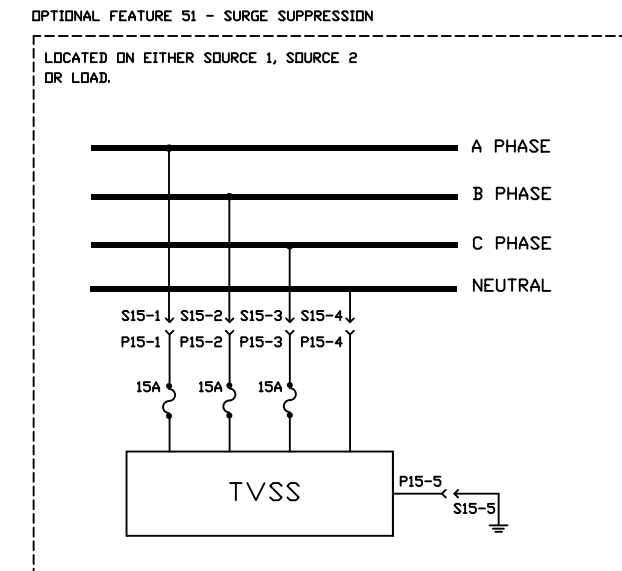 OPTIONAL FEATURE 51 - SURGE SUPPRESSION
LOCATED ON EITHER SOURCE 1, SOURCE 2
OR LOAD.
A PHASE
B PHASE
C PHASE
NEUTRAL
S15-1 S15-2 S15-3 S15-4
P15-1 P15-2 P15-3 P15-4
15A 15A 15A
TVSS
P15-5
S15-5